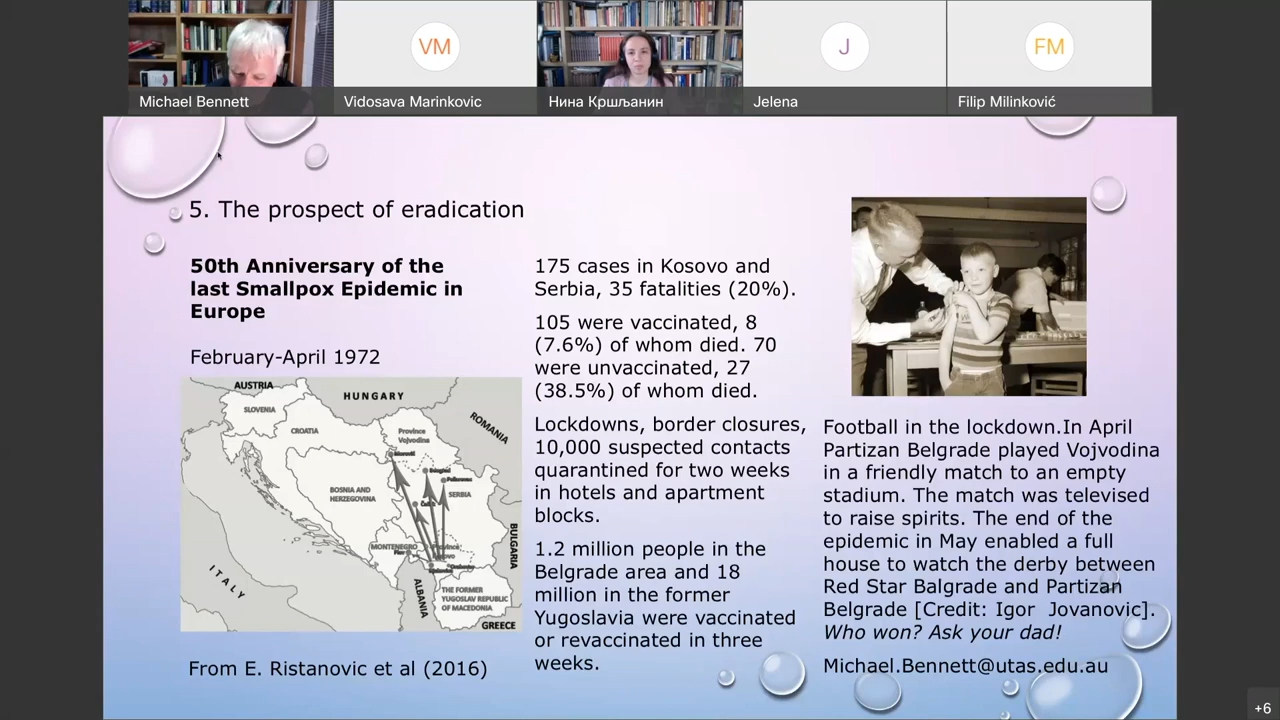 VM
J
FM
Michael Bennett
Vidosava Marinkovic
Нина Кршљанин
Jelena
Filip Milinković
5. The prospect of eradication
50th Anniversary of the
last Smallpox Epidemic in
Europe
February-April 1972
AUSTRIA
HUNGARY
SLOVENIA
ROMANIA
CROATIA
Province
Vojvodina
BOSNIA AND
HERZEGOVINA
SERBIA
MONTENEGRO
BULGARIA
ITALY
ALBANIA
THE FORMER
YUGOSLAV REPUBLIC
OF MACEDONIA
GREECE
From E. Ristanovic et al (2016)
175 cases in Kosovo and
Serbia, 35 fatalities (20%).
105 were vaccinated, 8
(7.6%) of whom died. 70
were unvaccinated, 27
(38.5%) of whom died.
Lockdowns, border closures,
10,000 suspected contacts
quarantined for two weeks
in hotels and apartment
blocks.
1.2 million people in the
Belgrade area and 18
million in the former
Yugoslavia were vaccinated
or revaccinated in three
weeks.
Football in the lockdown.In April
Partizan Belgrade played Vojvodina
in a friendly match to an empty
stadium. The match was televised
to raise spirits. The end of the
epidemic in May enabled a full
house to watch the derby between
Red Star Balgrade and Partizan
Belgrade [Credit: Igor Jovanovic].
Who won? Ask your dad!
Michael.Bennett@utas.edu.au
+6